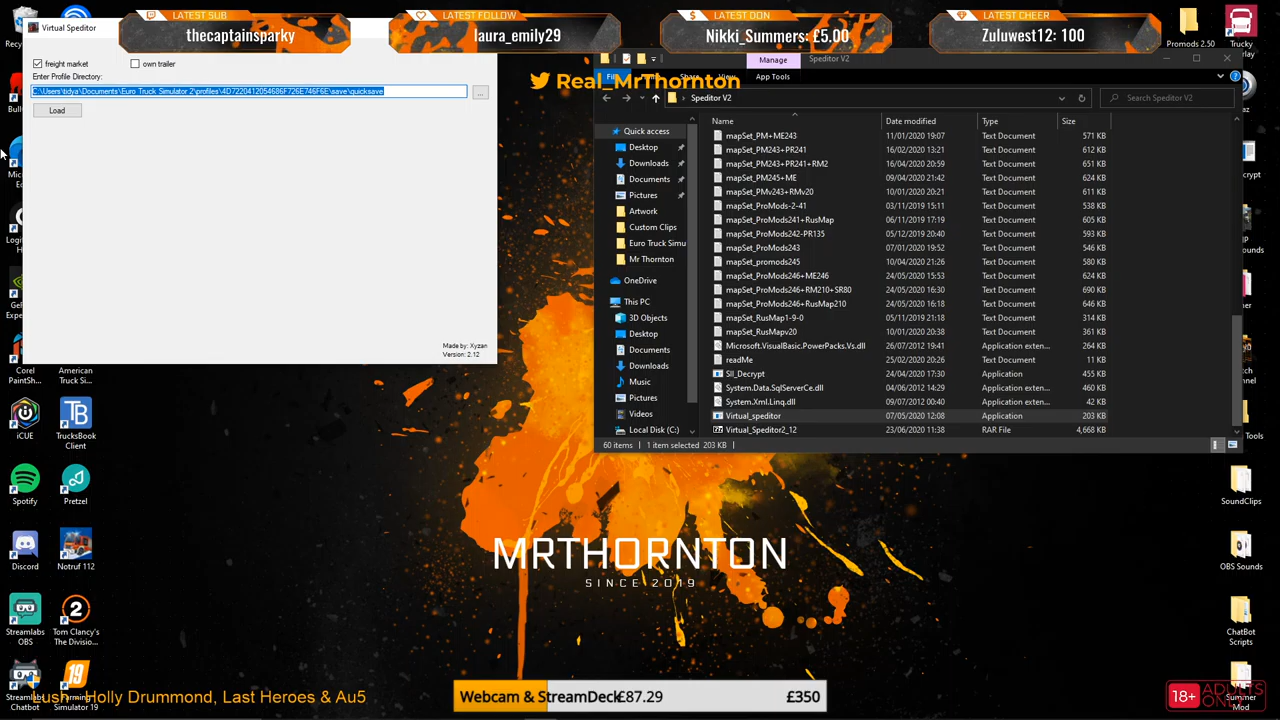 LATEST SUB
thecaptainsparky
LATEST FOLLOW
laura_emily29
LATEST DON
Nikki_Summers: £5.00
LATEST CHEER
Zuluwest12: 100
Real_MrThornton
Virtual Speditor
freight market
own trailer
Enter Profile Directory:
C:\Users\tidya\Documents\Euro Truck Simulator 2\profiles\4D7220412054686F726E746F6E\save\quicksave
...
Load
Made by: Xyzan
Version: 2.12
Manage
Speditor V2
App Tools
Speditor V2
Search Speditor V2
Quick access
Desktop
Downloads
Documents
Pictures
Artwork
Custom Clips
Euro Truck Simu
Mr Thornton
OneDrive
This PC
3D Objects
Desktop
Documents
Downloads
Music
Pictures
Videos
Local Disk (C:)
Name Date modified Type Size
mapSet_PM+ME243 11/01/2020 19:07 Text Document 571 KB
mapSet_PM243+PR241 16/02/2020 13:21 Text Document 612 KB
mapSet_PM243+PR241+RM2 16/04/2020 20:59 Text Document 651 KB
mapSet_PM245+ME 09/04/2020 21:42 Text Document 624 KB
mapSet_PMv243+RMv20 10/01/2020 20:21 Text Document 611 KB
mapSet_ProMods-2-41 03/11/2019 15:11 Text Document 538 KB
mapSet_ProMods241+RusMap 06/11/2019 17:19 Text Document 605 KB
mapSet_ProMods242-PR135 05/12/2019 20:40 Text Document 593 KB
mapSet_ProMods243 07/01/2020 19:52 Text Document 546 KB
mapSet_promods245 10/04/2020 21:26 Text Document 580 KB
mapSet_ProMods246+ME246 24/05/2020 15:53 Text Document 624 KB
mapSet_ProMods246+RM210+SR80 24/05/2020 16:30 Text Document 690 KB
mapSet_ProMods246+RusMap210 24/05/2020 16:18 Text Document 646 KB
mapSet_RusMap1-9-0 05/11/2019 21:18 Text Document 314 KB
mapSet_RusMapv20 10/01/2020 20:38 Text Document 361 KB
Microsoft.VisualBasic.PowerPacks.Vs.dll 26/07/2012 19:41 Application exten... 264 KB
readMe 25/02/2020 20:26 Text Document 11 KB
SII_Decrypt 24/04/2020 17:30 Application 455 KB
System.Data.SqlServerCe.dll 04/06/2012 14:29 Application exten... 460 KB
System.Xml.Linq.dll 09/07/2012 00:40 Application exten... 42 KB
Virtual_speditor 07/05/2020 12:08 Application 203 KB
Virtual_Speditor2_12 23/06/2020 11:38 RAR File 4,668 KB
60 items 1 item selected 203 KB
Promods 2.50
Trucky
SoundClips
OBS Sounds
ChatBot
Scripts
Corel
PaintSh...
American
Truck Si...
iCUE
TrucksBook
Client
Spotify
Pretzel
Discord
Notruf 112
Streamlabs
OBS
Tom Clancy's
The Division...
Simulator 19
Chatbot
MRTHORNTON
SINCE 2019
Holly Drummond, Last Heroes & Au5
Webcam & StreamDeck
£87.29
£350
18+
ADULTS
ONLY